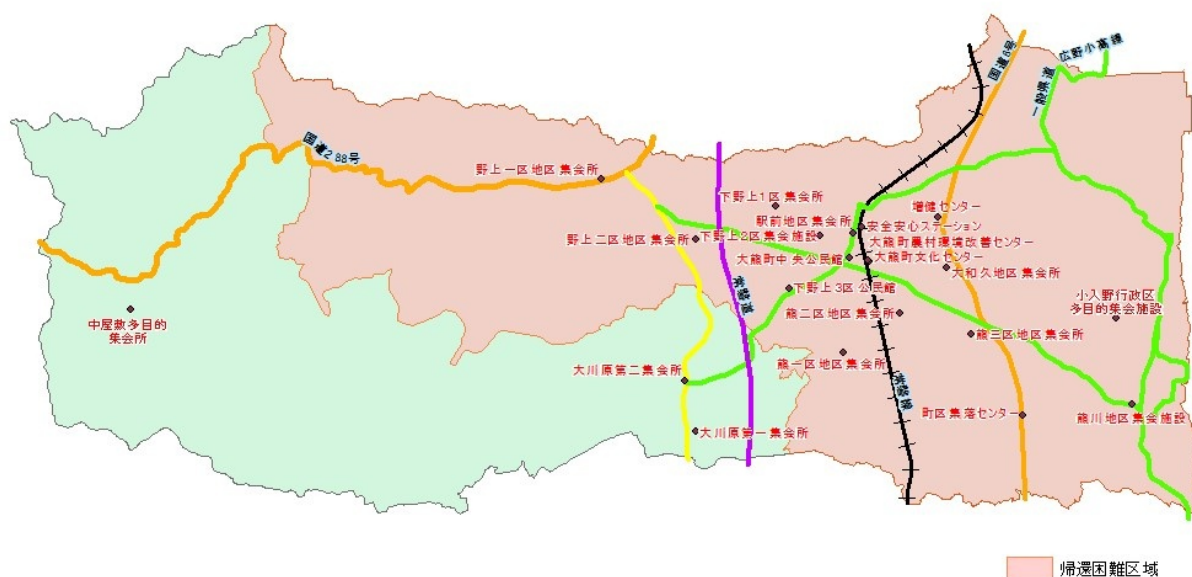 広野小高線
国道6号
一般県道
国道288号
野上一区地区集会所
下野上1区集会所
増健センター
駅前地区集会所
安全安心ステーション
野上二区地区集会所
下野上2区集会施設
大熊町農村環境改善センター
大熊町中央公民館
大熊町文化センター
大和久地区集会所
常磐道
下野上3区公民館
小入野行政区
多目的集会施設
中屋敷多目的
集会所
熊二区地区集会所
熊三区地区集会所
熊一区地区集会所
大川原第二集会所
常磐線
町区集落センター
熊川地区集会施設
大川原第一集会所
帰還困難区域